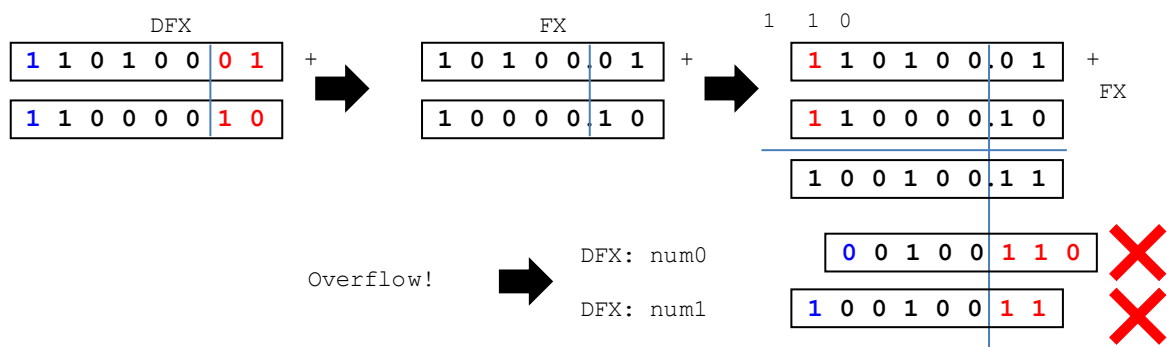 DFX FX 1 1 0
1 1 0 1 0 0 0 1 + 1 0 1 0 0.0 1 + 1 1 0 1 0 0.0 1 +
FX
1 1 0 0 0 0 1 0 1 0 0 0 0.1 0 1 1 0 0 0 0.1 0
1 0 0 1 0 0.1 1
DFX: num0 0 0 1 0 0 1 1 0
Overflow!
DFX: num1 1 0 0 1 0 0 1 1